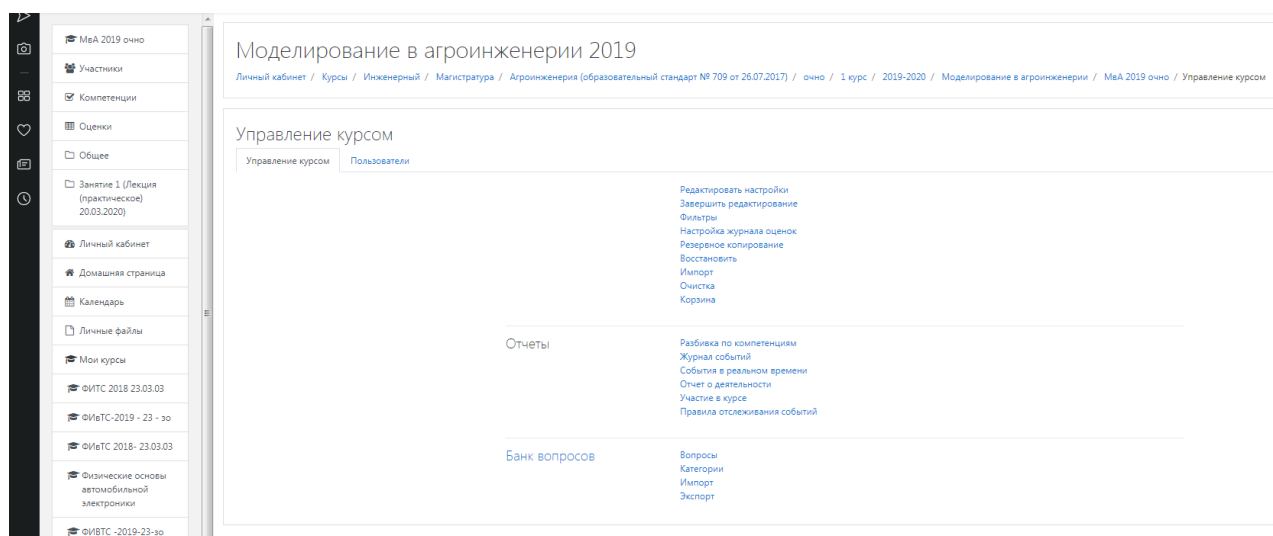 МвА 2019 очно
Участники
Компетенции
Оценки
Общее
Занятие 1 (Лекция
(практическое)
20.03.2020)
Личный кабинет
Домашняя страница
Календарь
Личные файлы
Мои курсы
ФИТС 2018 23.03.03
ФИвТС-2019 - 23 - зо
ФИвТС 2018- 23.03.03
Физические основы
автомобильной
электроники
ФИВТС -2019-23-зо
Моделирование в агроинженерии 2019
Личный кабинет / Курсы / Инженерный / Магистратура / Агроинженерия (образовательный стандарт № 709 от 26.07.2017) / очно / 1 курс / 2019-2020 / Моделирование в агроинженерии / МвА 2019 очно / Управление курсом
Управление курсом
Управление курсом Пользователи
Редактировать настройки
Завершить редактирование
Фильтры
Настройка журнала оценок
Резервное копирование
Восстановить
Импорт
Очистка
Корзина
Отчеты
Разбивка по компетенциям
Журнал событий
События в реальном времени
Отчет о деятельности
Участие в курсе
Правила отслеживания событий
Банк вопросов
Вопросы
Категории
Импорт
Экспорт